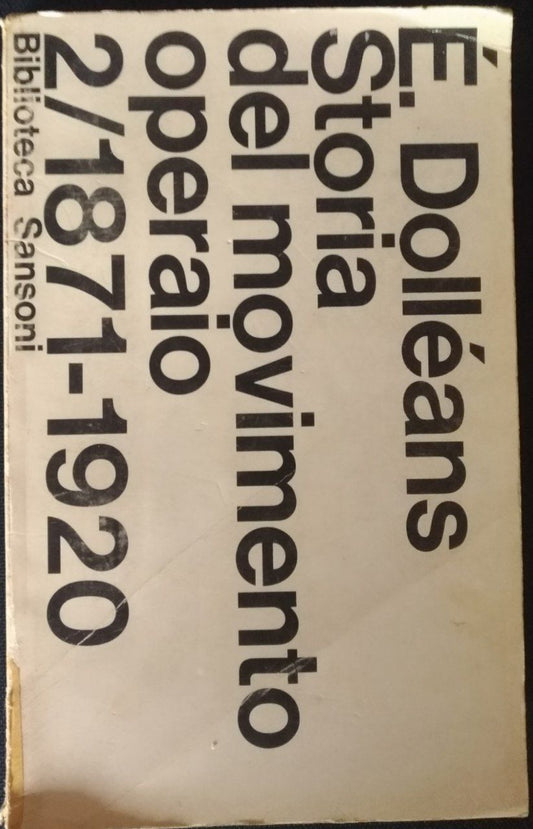 É. Dolléans
Storia
del movimento
operaio
2/1871-1920
Biblioteca Sansoni